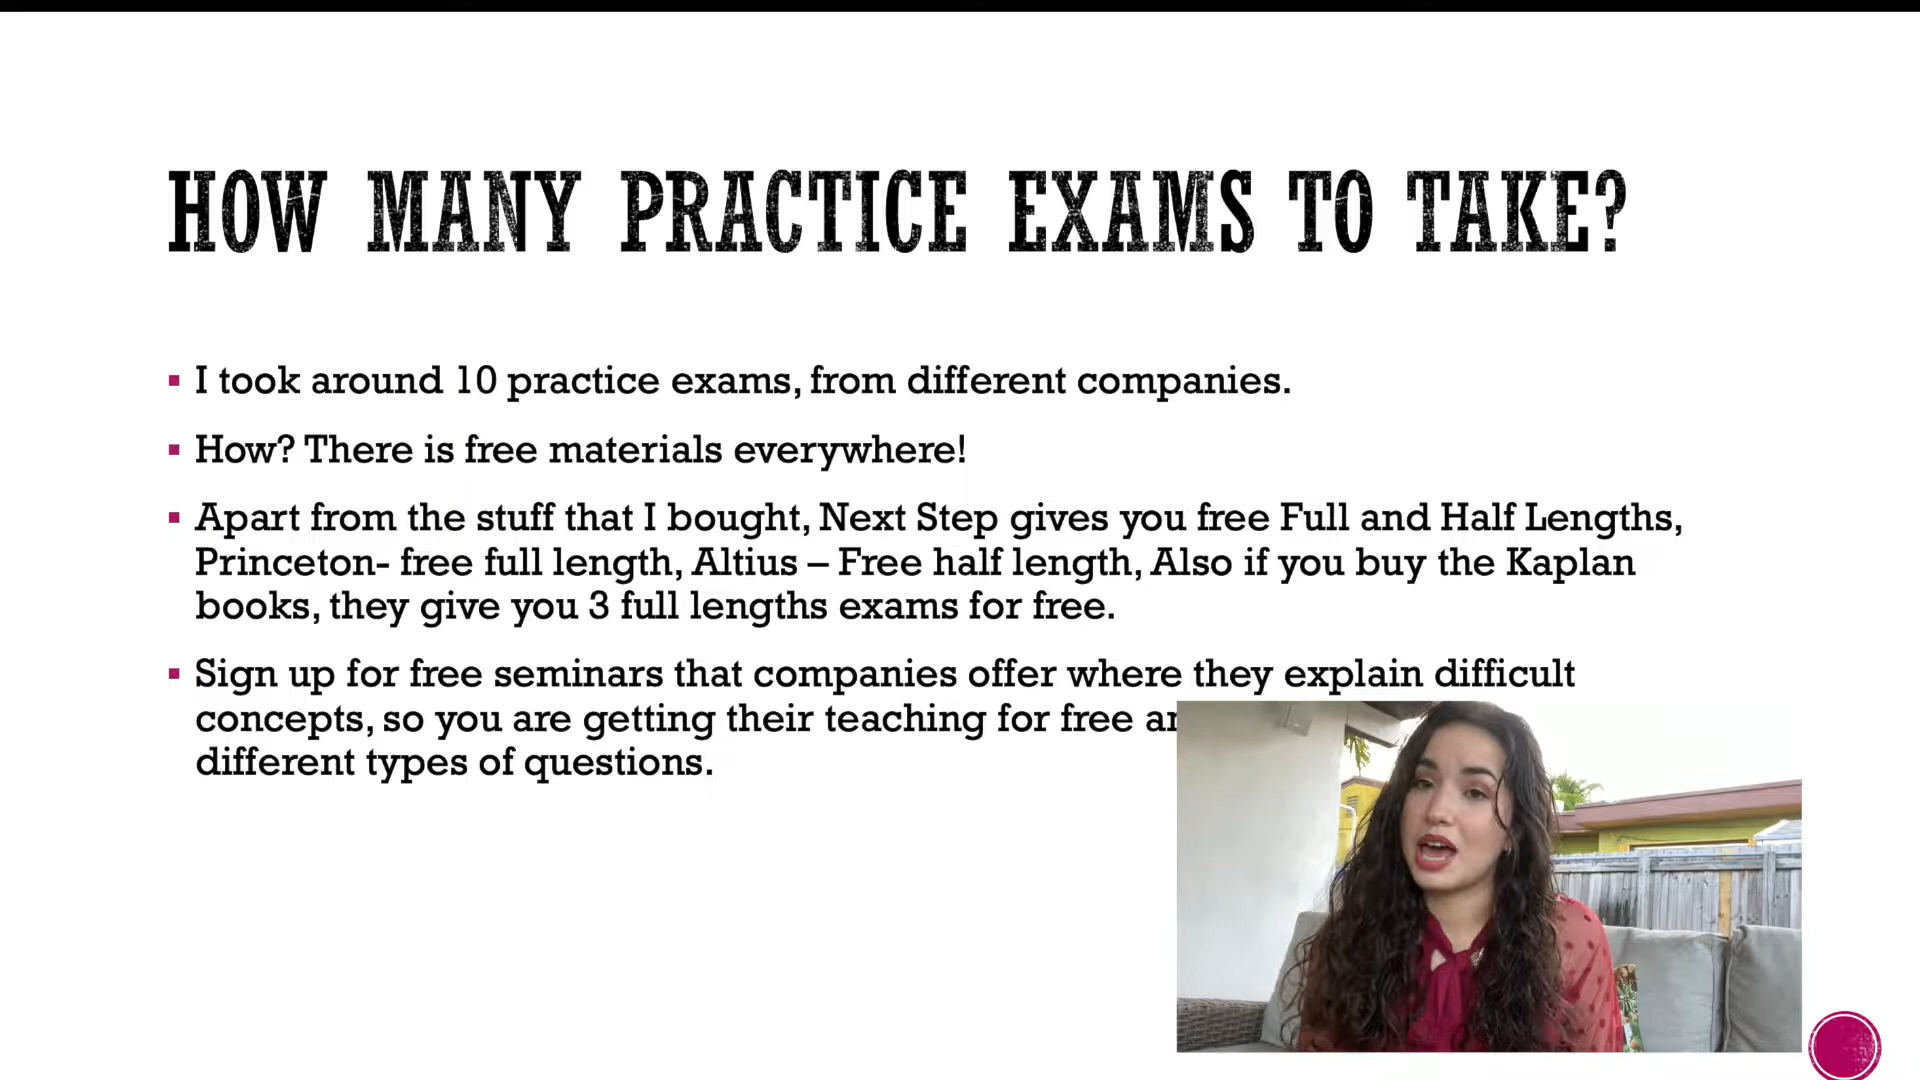 HOW MANY PRACTICE EXAMS TO TAKE?
I took around 10 practice exams, from different companies.
How? There is free materials everywhere!
Apart from the stuff that I bought, Next Step gives you free Full and Half Lengths,
Princeton- free full length, Altius – Free half length, Also if you buy the Kaplan
books, they give you 3 full lengths exams for free.
Sign up for free seminars that companies offer where they explain difficult
concepts, so you are getting their teaching for free
different types of questions.